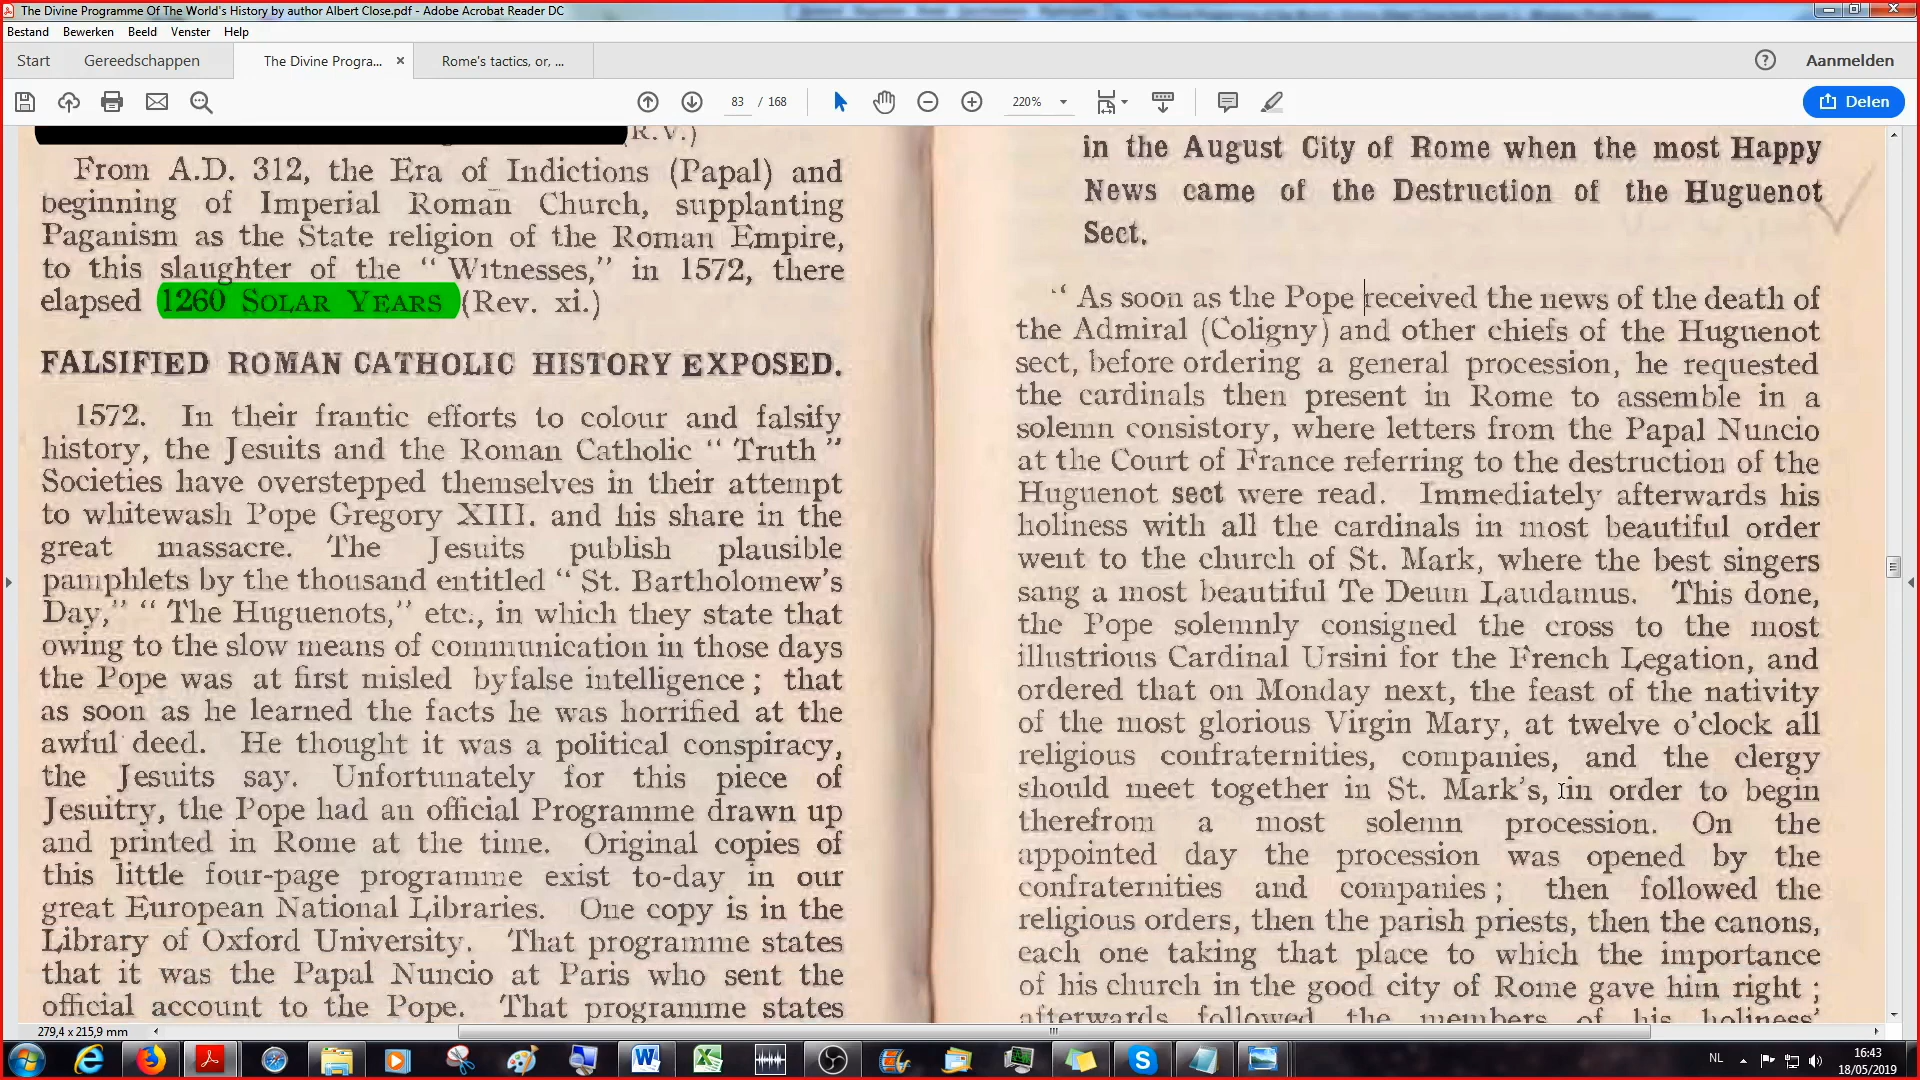 The Divine Programme Of The World's History by author Albert Close.pdf - Adobe Acrobat Reader DC
Bestand Bewerken Beeld Venster Help
Start Gereedschappen The Divine Progra... × Rome's tactics, or, ... Aanmelden
83 / 168 220% Delen
(R.V.)
From A.D. 312, the Era of Indictions (Papal) and
beginning of Imperial Roman Church, supplanting
Paganism as the State religion of the Roman Empire,
to this slaughter of the “ Witnesses,” in 1572, there
elapsed 1260 SOLAR YEARS (Rev. xi.)
FALSIFIED ROMAN CATHOLIC HISTORY EXPOSED.
1572. In their frantic efforts to colour and falsify
history, the Jesuits and the Roman Catholic “ Truth ”
Societies have overstepped themselves in their attempt
to whitewash Pope Gregory XIII. and his share in the
great massacre. The Jesuits publish plausible
pamphlets by the thousand entitled “ St. Bartholomew's
Day,” “ The Huguenots,” etc., in which they state that
owing to the slow means of communication in those days
the Pope was at first misled by false intelligence ; that
as soon as he learned the facts he was horrified at the
awful deed. He thought it was a political conspiracy,
the Jesuits say. Unfortunately for this piece of
Jesuitry, the Pope had an official Programme drawn up
and printed in Rome at the time. Original copies of
this little four-page programme exist to-day in our
great European National Libraries. One copy is in the
Library of Oxford University. That programme states
that it was the Papal Nuncio at Paris who sent the
official account to the Pope. That programme states
in the August City of Rome when the most Happy
News came of the Destruction of the Huguenot
Sect.
“ As soon as the Pope received the news of the death of
the Admiral (Coligny) and other chiefs of the Huguenot
sect, before ordering a general procession, he requested
the cardinals then present in Rome to assemble in a
solemn consistory, where letters from the Papal Nuncio
at the Court of France referring to the destruction of the
Huguenot sect were read. Immediately afterwards his
holiness with all the cardinals in most beautiful order
went to the church of St. Mark, where the best singers
sang a most beautiful Te Deum Laudamus. This done,
the Pope solemnly consigned the cross to the most
illustrious Cardinal Ursini for the French Legation, and
ordered that on Monday next, the feast of the nativity
of the most glorious Virgin Mary, at twelve o'clock all
religious confraternities, companies, and the clergy
should meet together in St. Mark's, in order to begin
therefrom a most solemn procession. On the
appointed day the procession was opened by the
confraternities and companies ; then followed the
religious orders, then the parish priests, then the canons,
each one taking that place to which the importance
of his church in the good city of Rome gave him right ;
afterwards followed the members of his holiness'
279,4 x 215,9 mm
NL 16:43
18/05/2019